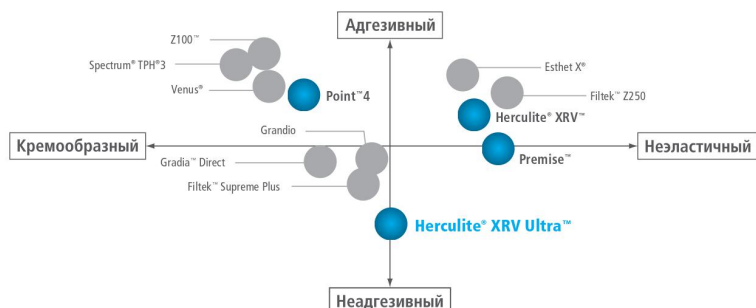 Адгезивный
Z100™
Spectrum® TPH®3
Esthet X®
Venus®
Point™4
Filtek™ Z250
Herculite® XRV™
Grandio
Кремообразный
Неэластичный
Gradia™ Direct
Premise™
Filtek™ Supreme Plus
Herculite® XRV Ultra™
Неадгезивный